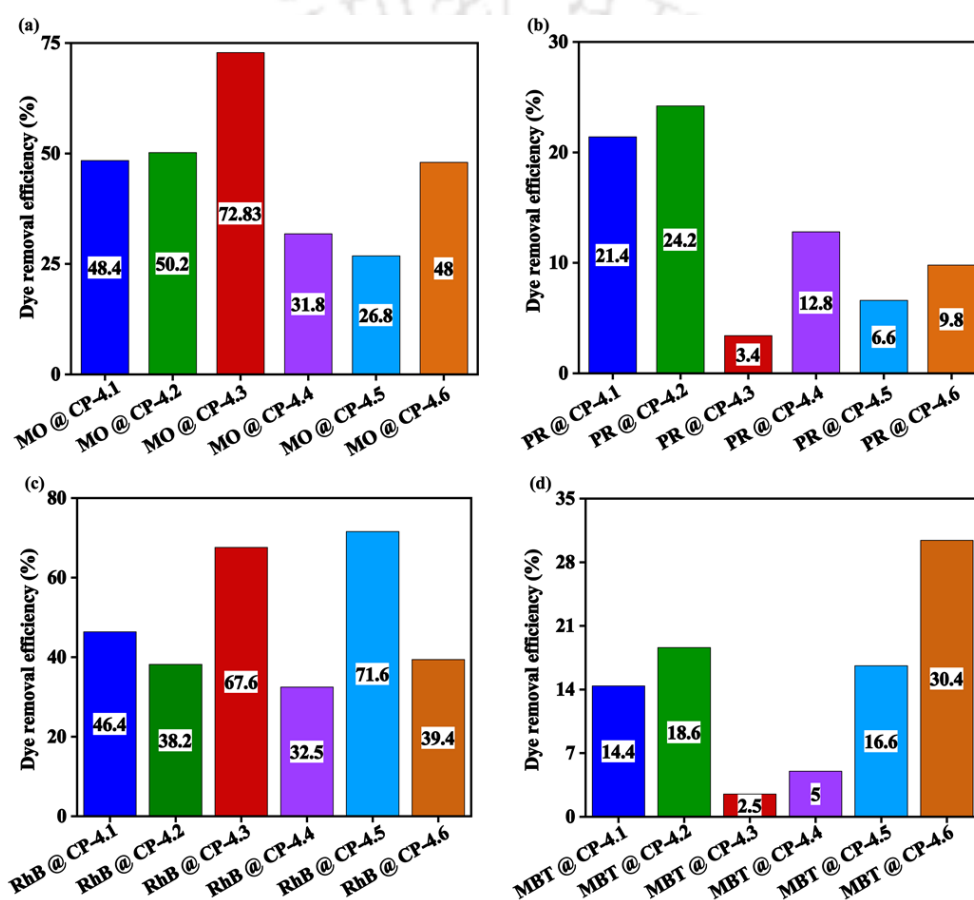 (a)
Dye removal efficiency (%)
75
50
25
0
48.4
50.2
72.83
31.8
26.8
48
MO @ CP-4.1
MO @ CP-4.2
MO @ CP-4.3
MO @ CP-4.4
MO @ CP-4.5
MO @ CP-4.6
(b)
Dye removal efficiency (%)
30
20
10
0
21.4
24.2
3.4
12.8
6.6
9.8
PR @ CP-4.1
PR @ CP-4.2
PR @ CP-4.3
PR @ CP-4.4
PR @ CP-4.5
PR @ CP-4.6
(c)
Dye removal efficiency (%)
80
60
40
20
0
46.4
38.2
67.6
32.5
71.6
39.4
RhB @ CP-4.1
RhB @ CP-4.2
RhB @ CP-4.3
RhB @ CP-4.4
RhB @ CP-4.5
RhB @ CP-4.6
(d)
Dye removal efficiency (%)
35
28
21
14
7
0
14.4
18.6
2.5
5
16.6
30.4
MBT @ CP-4.1
MBT @ CP-4.2
MBT @ CP-4.3
MBT @ CP-4.4
MBT @ CP-4.5
MBT @ CP-4.6